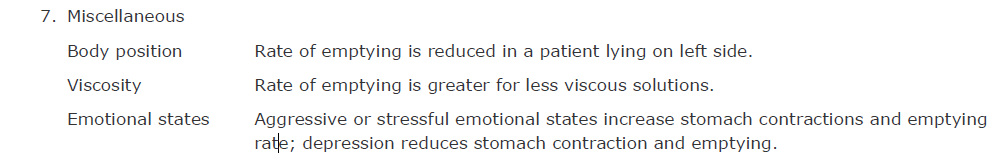 7. Miscellaneous
Body position Rate of emptying is reduced in a patient lying on left side.
Viscosity Rate of emptying is greater for less viscous solutions.
Emotional states Aggressive or stressful emotional states increase stomach contractions and emptying
rate; depression reduces stomach contraction and emptying.